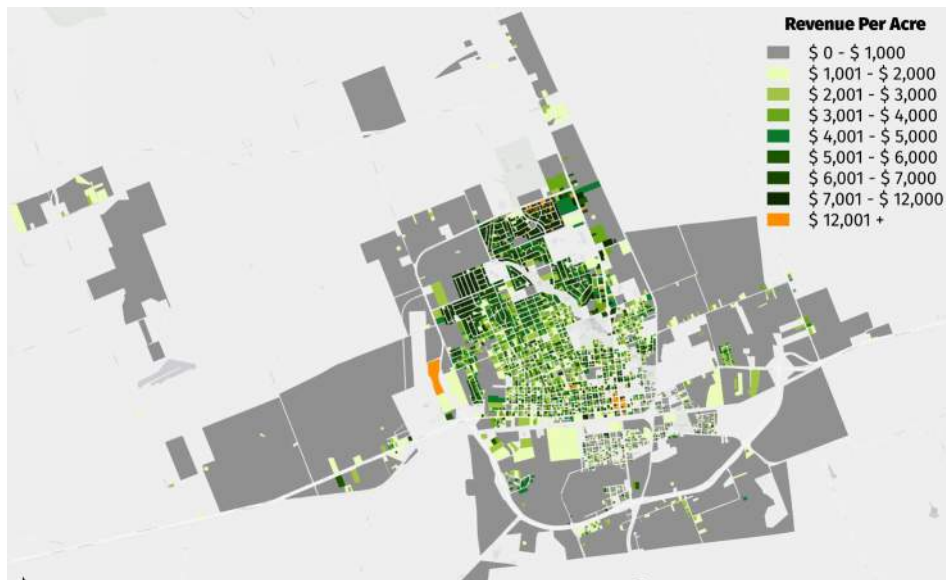 Revenue Per Acre
$ 0 - $ 1,000
$ 1,001 - $ 2,000
$ 2,001 - $ 3,000
$ 3,001 - $ 4,000
$ 4,001 - $ 5,000
$ 5,001 - $ 6,000
$ 6,001 - $ 7,000
$ 7,001 - $ 12,000
$ 12,001 +